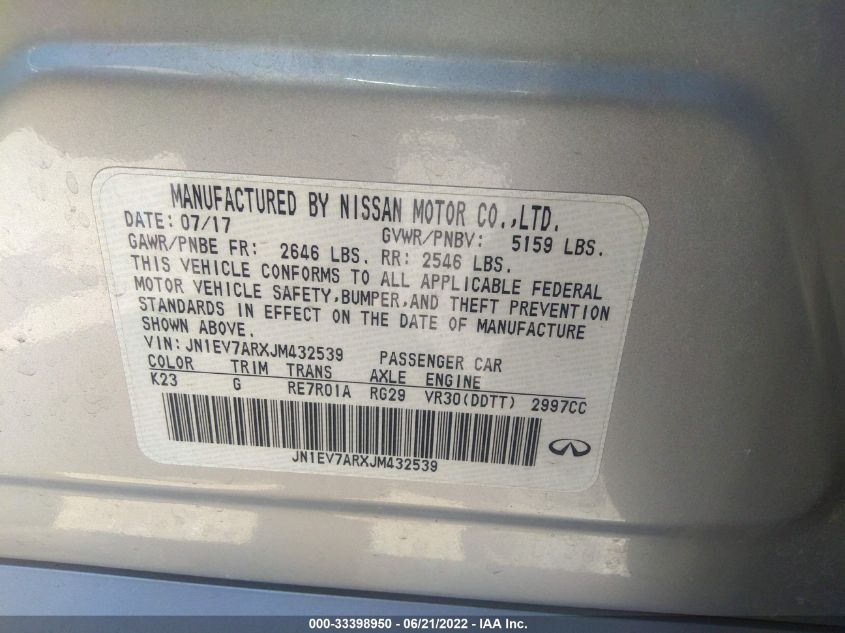 MANUFACTURED BY NISSAN MOTOR CO.,LTD.
DATE: 07/17 GVWR/PNBV: 5159 LBS.
GAWR/PNBE FR: 2646 LBS. RR: 2546 LBS.
THIS VEHICLE CONFORMS TO ALL APPLICABLE FEDERAL
MOTOR VEHICLE SAFETY,BUMPER,AND THEFT PREVENTION
STANDARDS IN EFFECT ON THE DATE OF MANUFACTURE
SHOWN ABOVE.
VIN:JN1EV7ARXJM432539 PASSENGER CAR
COLOR TRIM TRANS AXLE ENGINE
K23 G RE7R01A RG29 VR30(DDTT) 2997CC
JN1EV7ARXJM432539
000-33398950 - 06/21/2022 - IAA Inc.